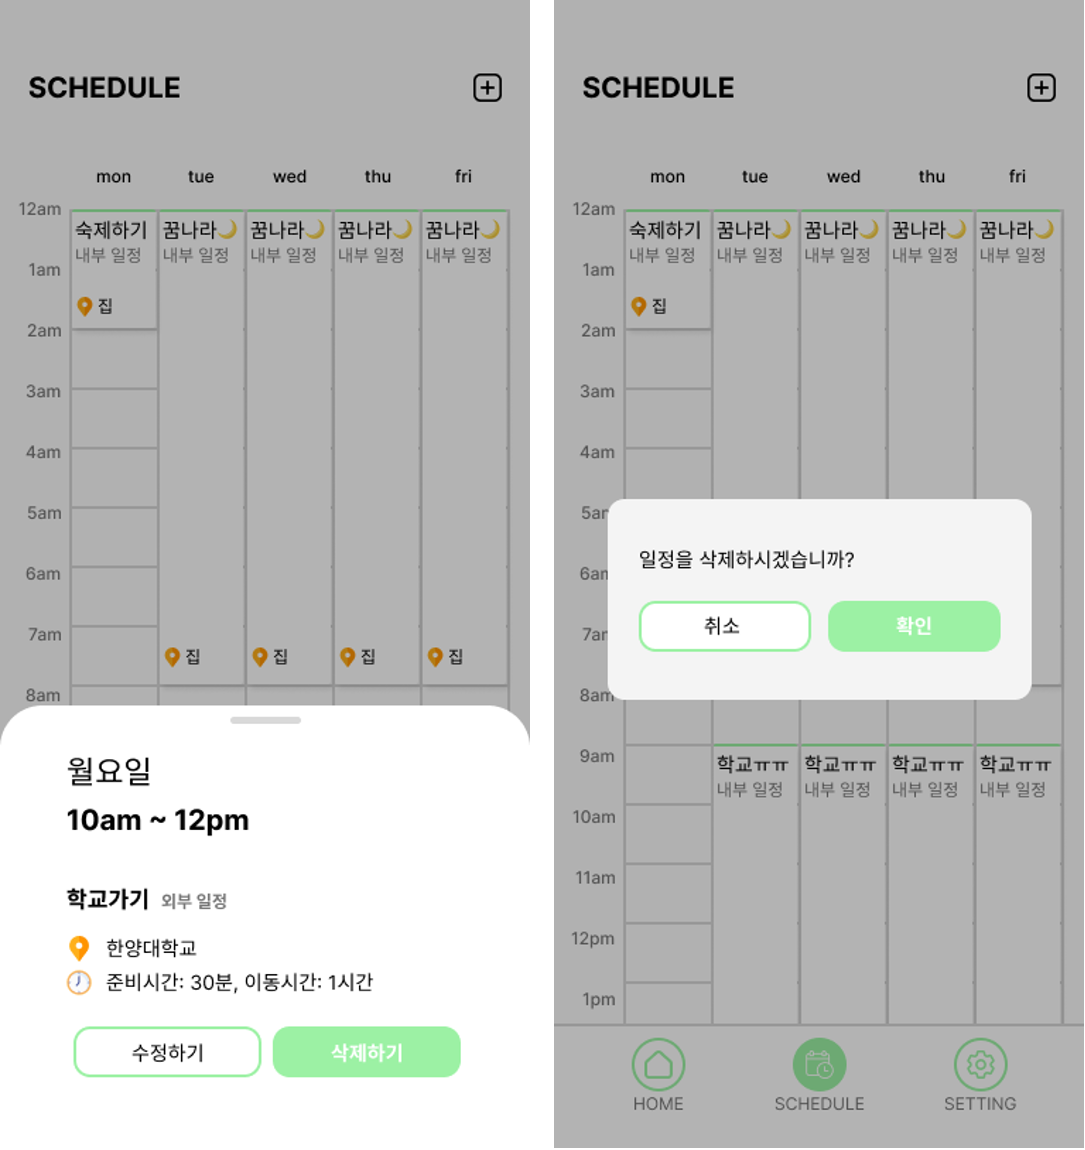 SCHEDULE
mon tue wed thu fri
12am
숙제하기 꿈나라🌙 꿈나라🌙 꿈나라🌙 꿈나라🌙
내부 일정 내부 일정 내부 일정 내부 일정 내부 일정
1am
집
2am
3am
4am
5am
6am
7am
집 집 집 집
8am
월요일
10am ~ 12pm
학교가기 외부 일정
한양대학교
준비시간: 30분, 이동시간: 1시간
수정하기 삭제하기
SCHEDULE
mon tue wed thu fri
12am
숙제하기 꿈나라🌙 꿈나라🌙 꿈나라🌙 꿈나라🌙
내부 일정 내부 일정 내부 일정 내부 일정 내부 일정
1am
집
2am
3am
4am
5am
일정을 삭제하시겠습니까?
6am
취소 확인
7am
8am
9am
학교ㅠㅠ 학교ㅠㅠ 학교ㅠㅠ 학교ㅠㅠ
내부 일정 내부 일정 내부 일정 내부 일정
10am
11am
12pm
1pm
HOME SCHEDULE SETTING